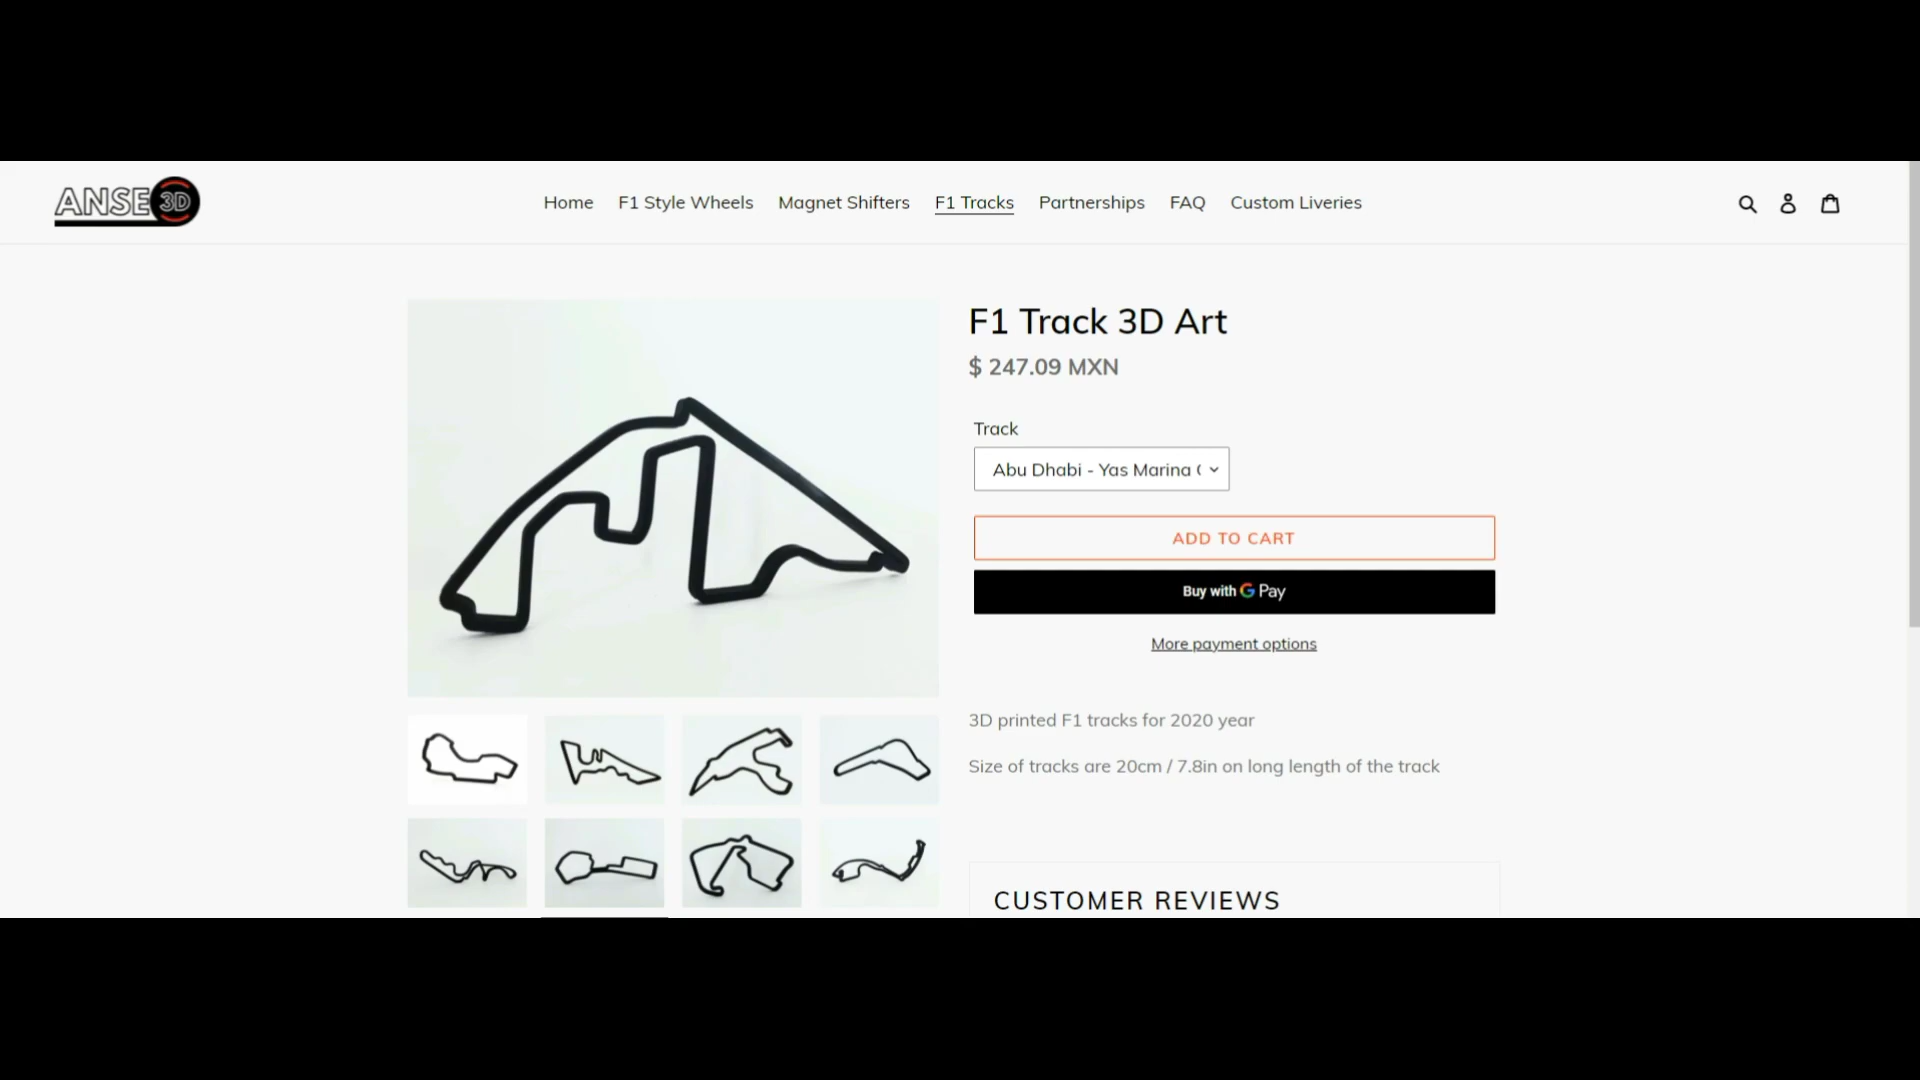 ANSE 3D
Home F1 Style Wheels Magnet Shifters F1 Tracks Partnerships FAQ Custom Liveries
F1 Track 3D Art
$ 247.09 MXN
Track
Abu Dhabi - Yas Marina
ADD TO CART
Buy with G Pay
More payment options
3D printed F1 tracks for 2020 year
Size of tracks are 20cm / 7.8in on long length of the track
CUSTOMER REVIEWS